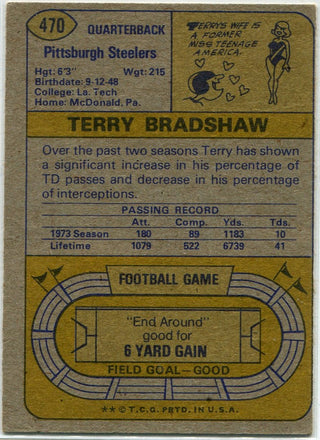 470
QUARTERBACK
Pittsburgh Steelers
Hgt: 6'3" Wgt: 215
Birthdate: 9-12-48
College: La. Tech
Home: McDonald, Pa.
TERRY'S WIFE IS
A FORMER
MISS TEENAGE
AMERICA.
TERRY BRADSHAW
Over the past two seasons Terry has shown
a significant increase in his percentage of
TD passes and decrease in his percentage
of interceptions.
PASSING RECORD
Att. Comp. Yds. Tds.
1973 Season 180 89 1183 10
Lifetime 1079 522 6739 41
FOOTBALL GAME
"End Around"
good for
6 YARD GAIN
FIELD GOAL—GOOD
** © T.C.G. PRTD. IN U.S.A.